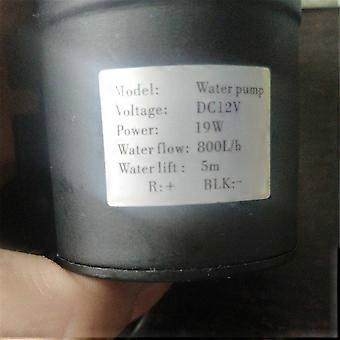 Model: Water pump
Voltage: DC12V
Power: 19W
Water flow: 800L/h
Water lift: 5m
R:+ BLK:-